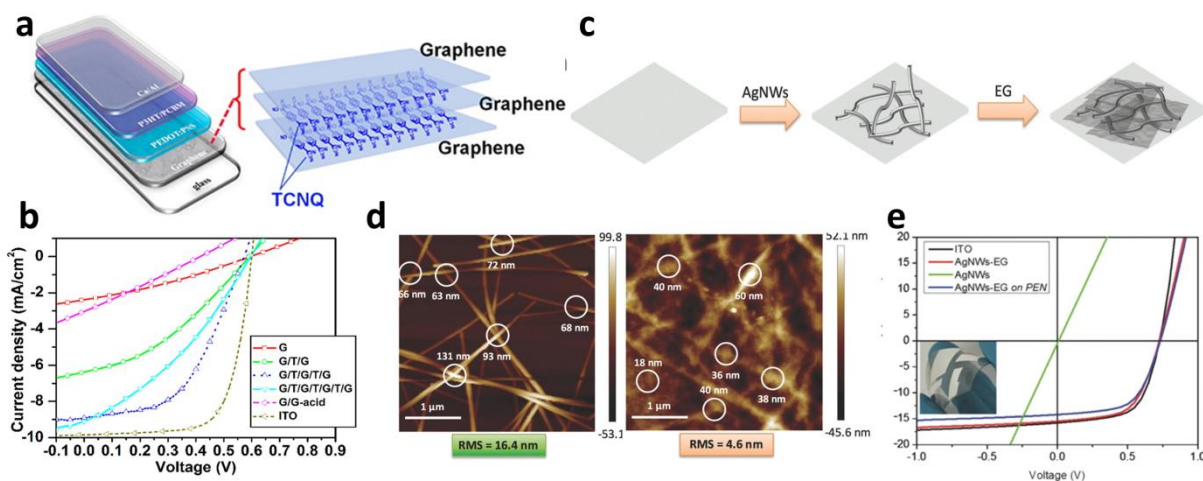 a
Ca/Al
P3HT/PCBM
PEDOT/PSS
Graphene
glass
Graphene
Graphene
Graphene
TCNQ
c
AgNWs
EG
b
Current density (mA/cm²)
0
-2
-4
-6
-8
-10
G
G/T/G
G/T/G/T/G
G/T/G/T/G/T/G
G/G-acid
ITO
-0.1 0.0 0.1 0.2 0.3 0.4 0.5 0.6 0.7 0.8 0.9
Voltage (V)
d
72 nm
66 nm
63 nm
68 nm
131 nm
93 nm
1 µm
99.8
-53.1
RMS = 16.4 nm
40 nm
60 nm
18 nm
36 nm
40 nm
38 nm
1 µm
52.1 nm
-45.6 nm
RMS = 4.6 nm
e
20
15
10
5
0
-5
-10
-15
-20
ITO
AgNWs-EG
AgNWs
AgNWs-EG on PEN
-1.0 -0.5 0.0 0.5 1.0
Voltage (V)